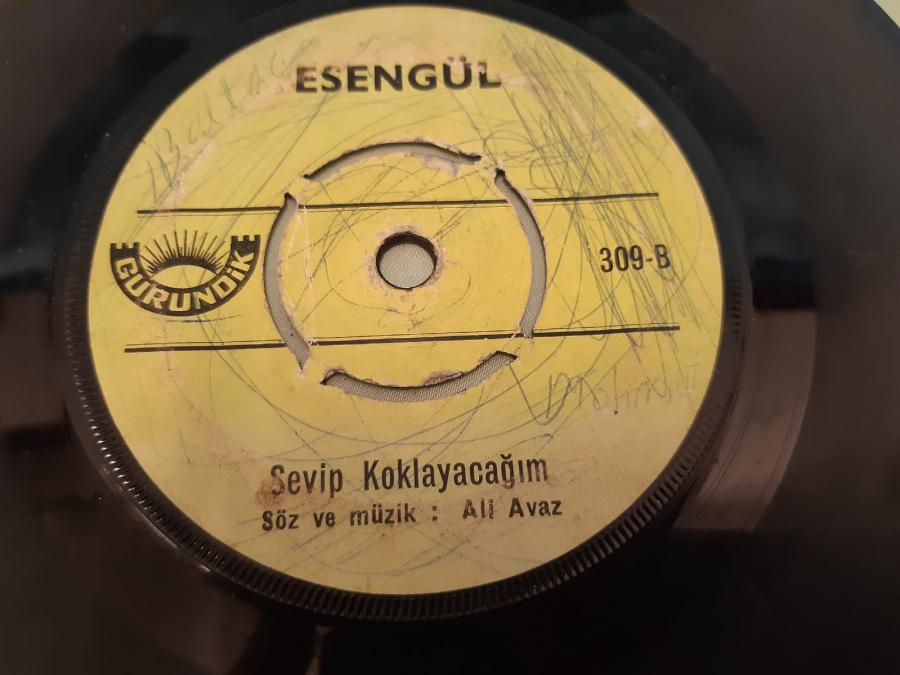 ESENGÜL
GURUNDİK
309-B
Sevip Koklayacağım
Söz ve müzik : Ali Avaz